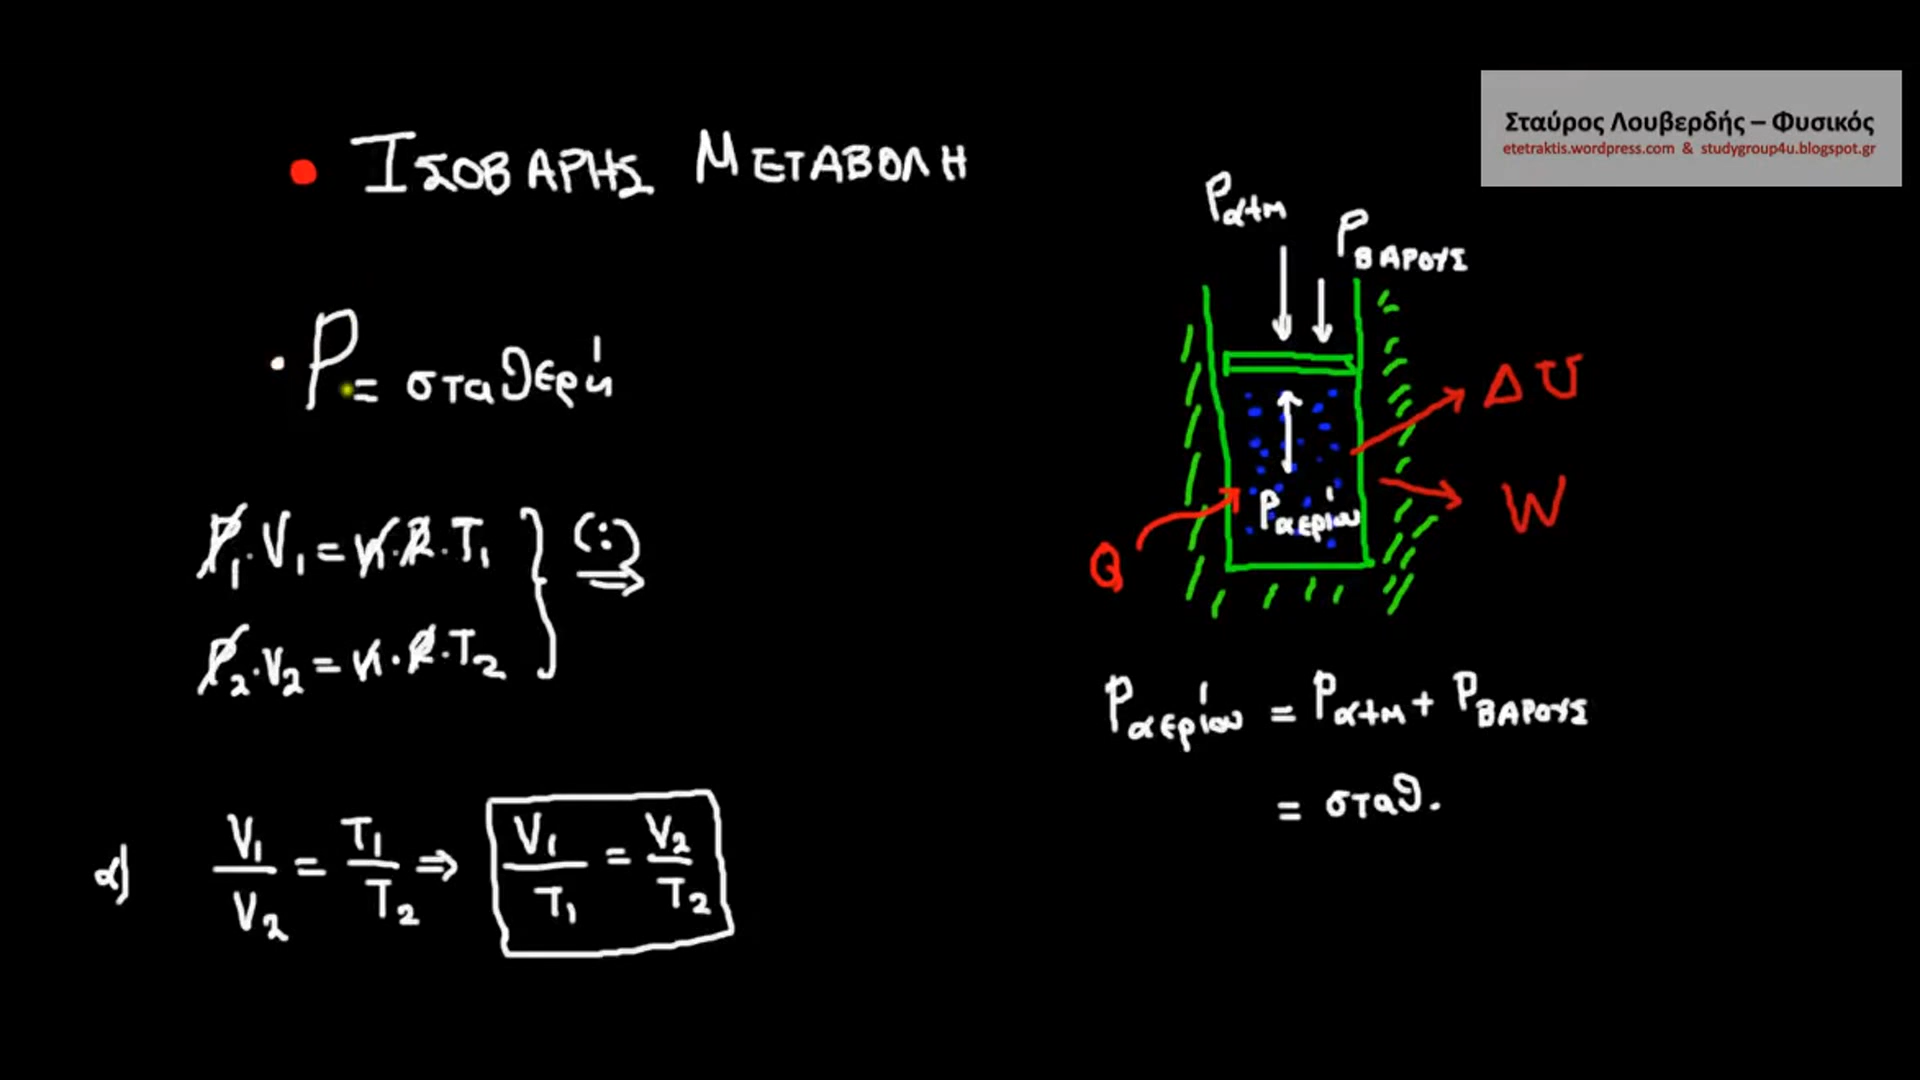 Σταύρος Λουβερδής – Φυσικός
etetraktis.wordpress.com & studygroup4u.blogspot.gr
• ΙΣΟΒΑΡΗΣ ΜΕΤΑΒΟΛΗ
• P = σταθερή
P₁·V₁ = n·R·T₁
P₂·V₂ = n·R·T₂
(:) ⇒
α) V₁/V₂ = T₁/T₂ ⇒ V₁/T₁ = V₂/T₂
Pατμ
PΒΑΡΟΥΣ
ΔU
W
Q
Pαερίου
Pαερίου = Pατμ + PΒΑΡΟΥΣ
= σταθ.